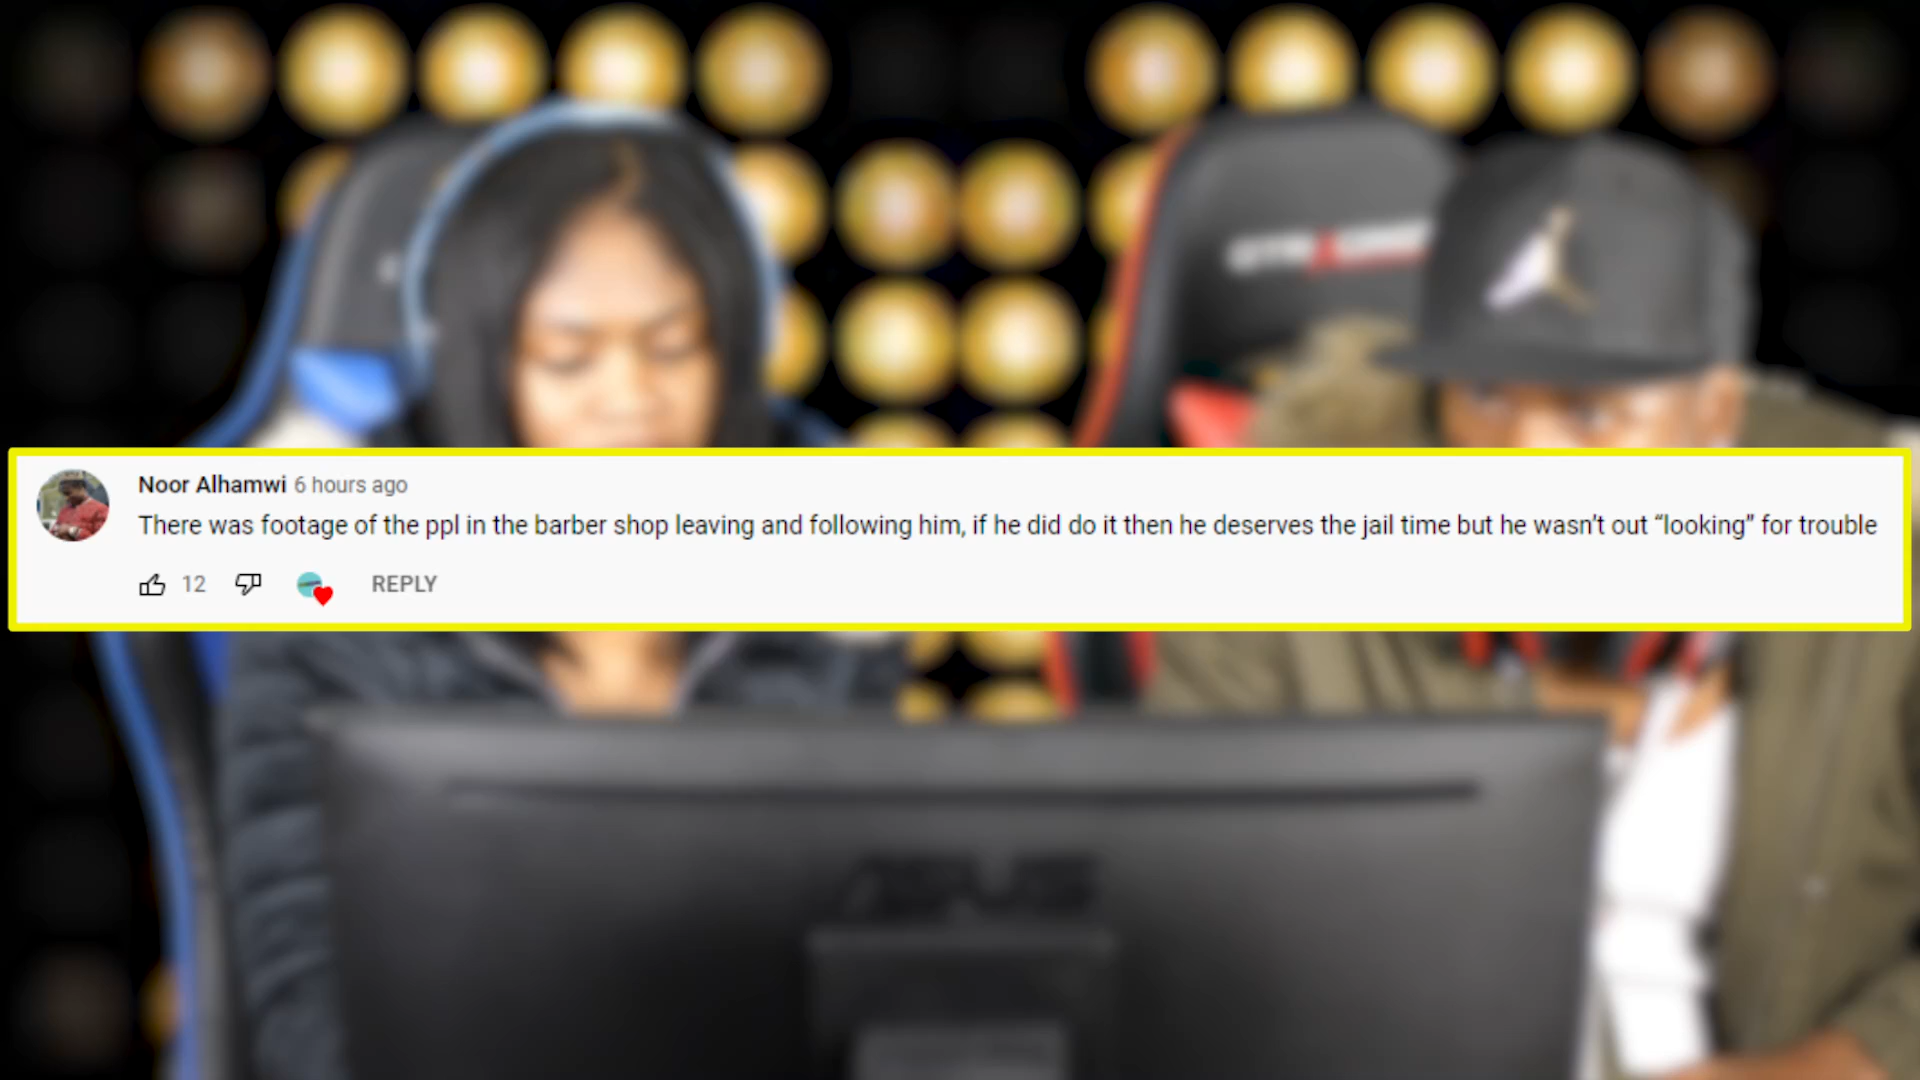 Noor Alhamwi 6 hours ago
There was footage of the ppl in the barber shop leaving and following him, if he did do it then he deserves the jail time but he wasn't out “looking” for trouble
12 REPLY